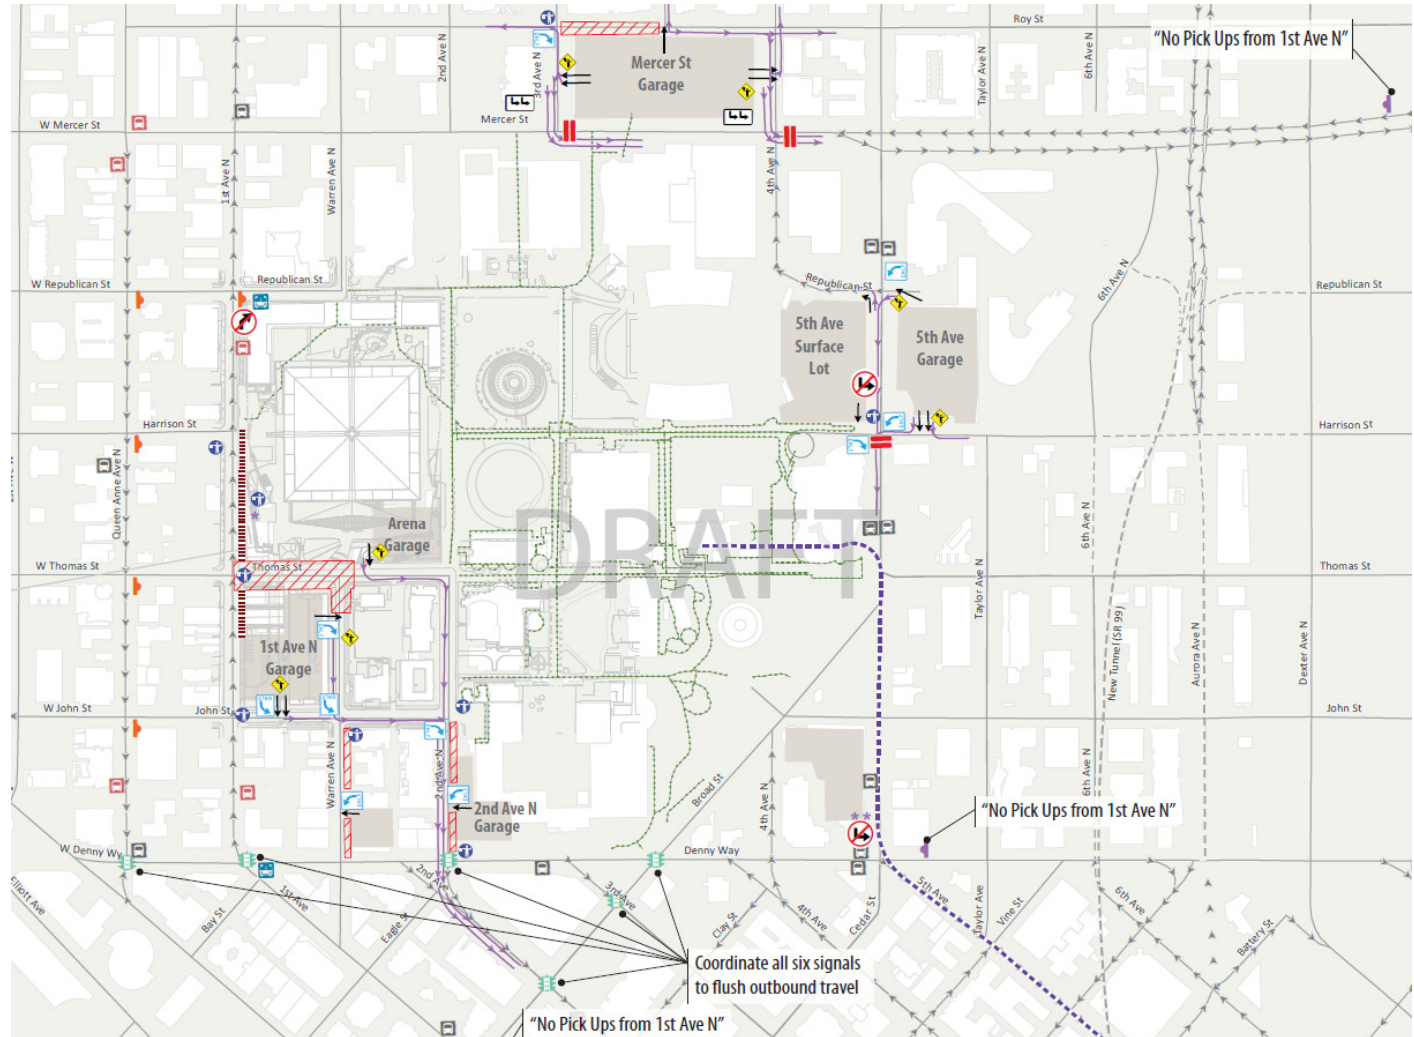 Roy St
"No Pick Ups from 1st Ave N"
2nd Ave N
3rd Ave N
Mercer St
Garage
Taylor Ave N
6th Ave N
W Mercer St
Mercer St
1st Ave N
Warren Ave N
4th Ave N
6th Ave N
W Republican St
Republican St
Republican St
Republican St
5th Ave
Surface
Lot
5th Ave
Garage
Harrison St
Harrison St
Queen Anne Ave N
Arena
Garage
DRAFT
6th Ave N
W Thomas St
Thomas St
Thomas St
Taylor Ave N
New Tunnel (SR 99)
Aurora Ave N
Dexter Ave N
1st Ave N
Garage
W John St
John St
John St
Warren Ave N
2nd Ave N
2nd Ave N
Garage
Broad St
4th Ave N
6th Ave N
"No Pick Ups from 1st Ave N"
**
*
W Denny Wy
Denny Way
Elliott Ave
Bay St
1st Ave
Eagle St
2nd Ave
3rd Ave
Clay St
4th Ave
Cedar St
5th Ave
Taylor Ave
Vine St
6th Ave
Battery St
Coordinate all six signals
to flush outbound travel
"No Pick Ups from 1st Ave N"